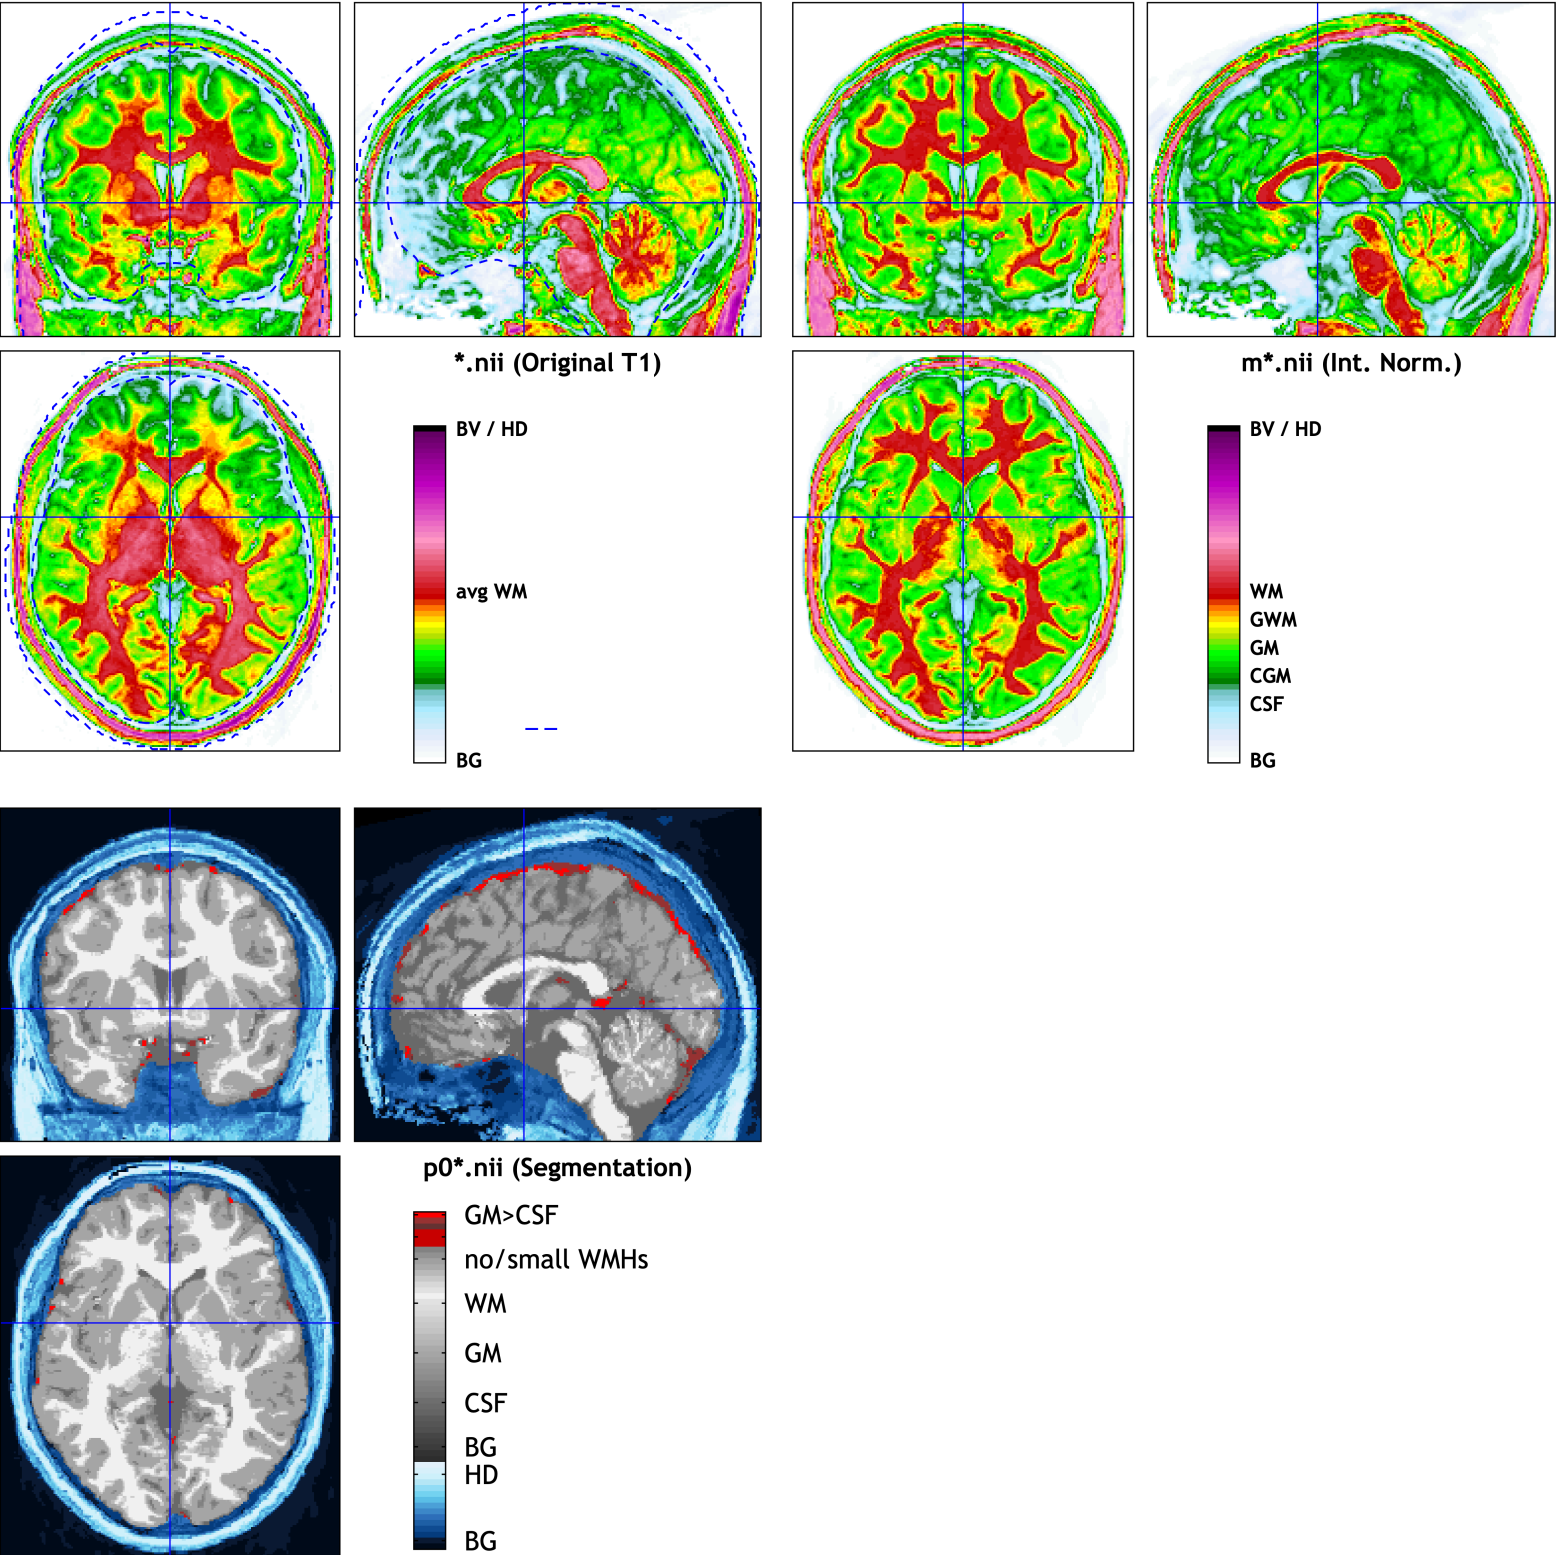 *.nii (Original T1)
BV / HD
avg WM
BG
m*.nii (Int. Norm.)
BV / HD
WM
GWM
GM
CGM
CSF
BG
p0*.nii (Segmentation)
GM>CSF
no/small WMHs
WM
GM
CSF
BG
HD
BG